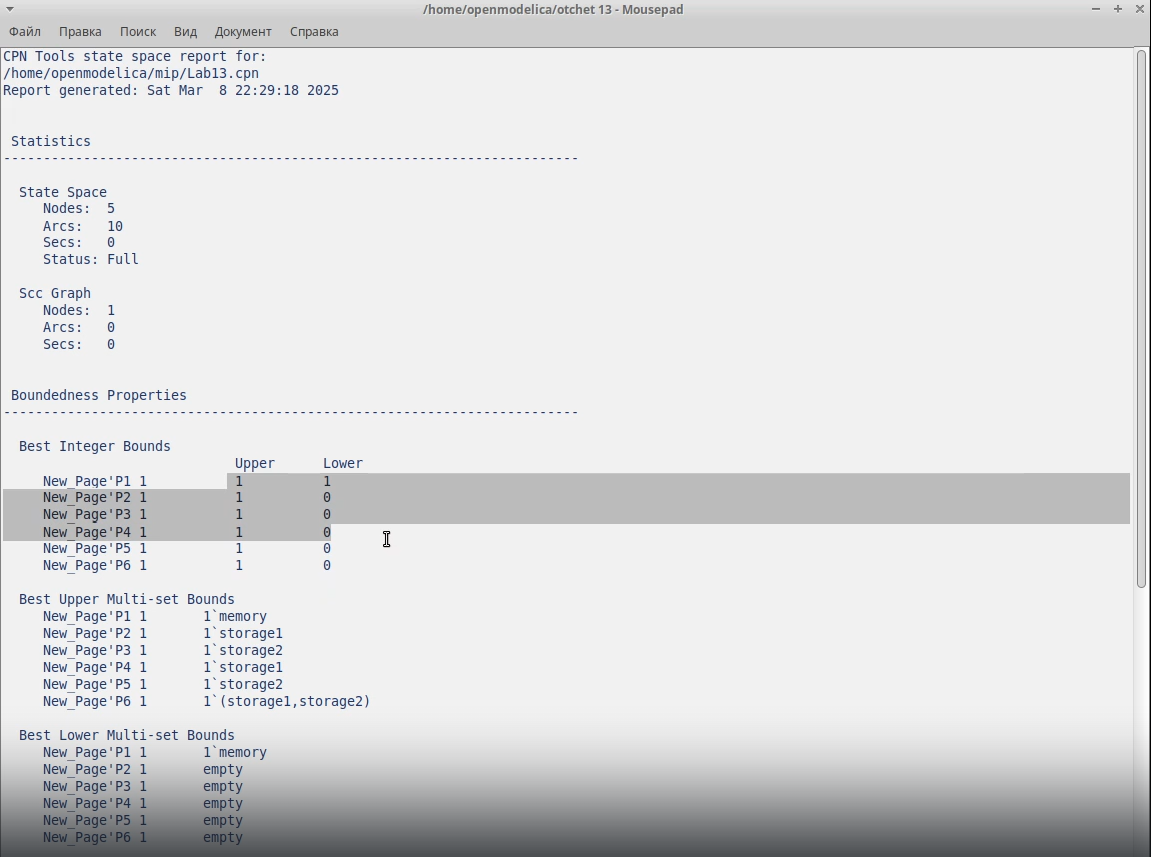 /home/openmodelica/otchet 13 - Mousepad
Файл Правка Поиск Вид Документ Справка
CPN Tools state space report for:
/home/openmodelica/mip/Lab13.cpn
Report generated: Sat Mar  8 22:29:18 2025
Statistics
------------------------------------------------------------------------
State Space
Nodes:  5
Arcs:   10
Secs:   0
Status: Full
Scc Graph
Nodes:  1
Arcs:   0
Secs:   0
Boundedness Properties
------------------------------------------------------------------------
Best Integer Bounds
Upper      Lower
New_Page'P1 1           1          1
New_Page'P2 1           1          0
New_Page'P3 1           1          0
New_Page'P4 1           1          0
New_Page'P5 1           1          0
New_Page'P6 1           1          0
Best Upper Multi-set Bounds
New_Page'P1 1       1`memory
New_Page'P2 1       1`storage1
New_Page'P3 1       1`storage2
New_Page'P4 1       1`storage1
New_Page'P5 1       1`storage2
New_Page'P6 1       1`(storage1,storage2)
Best Lower Multi-set Bounds
New_Page'P1 1       1`memory
New_Page'P2 1       empty
New_Page'P3 1       empty
New_Page'P4 1       empty
New_Page'P5 1       empty
New_Page'P6 1       empty